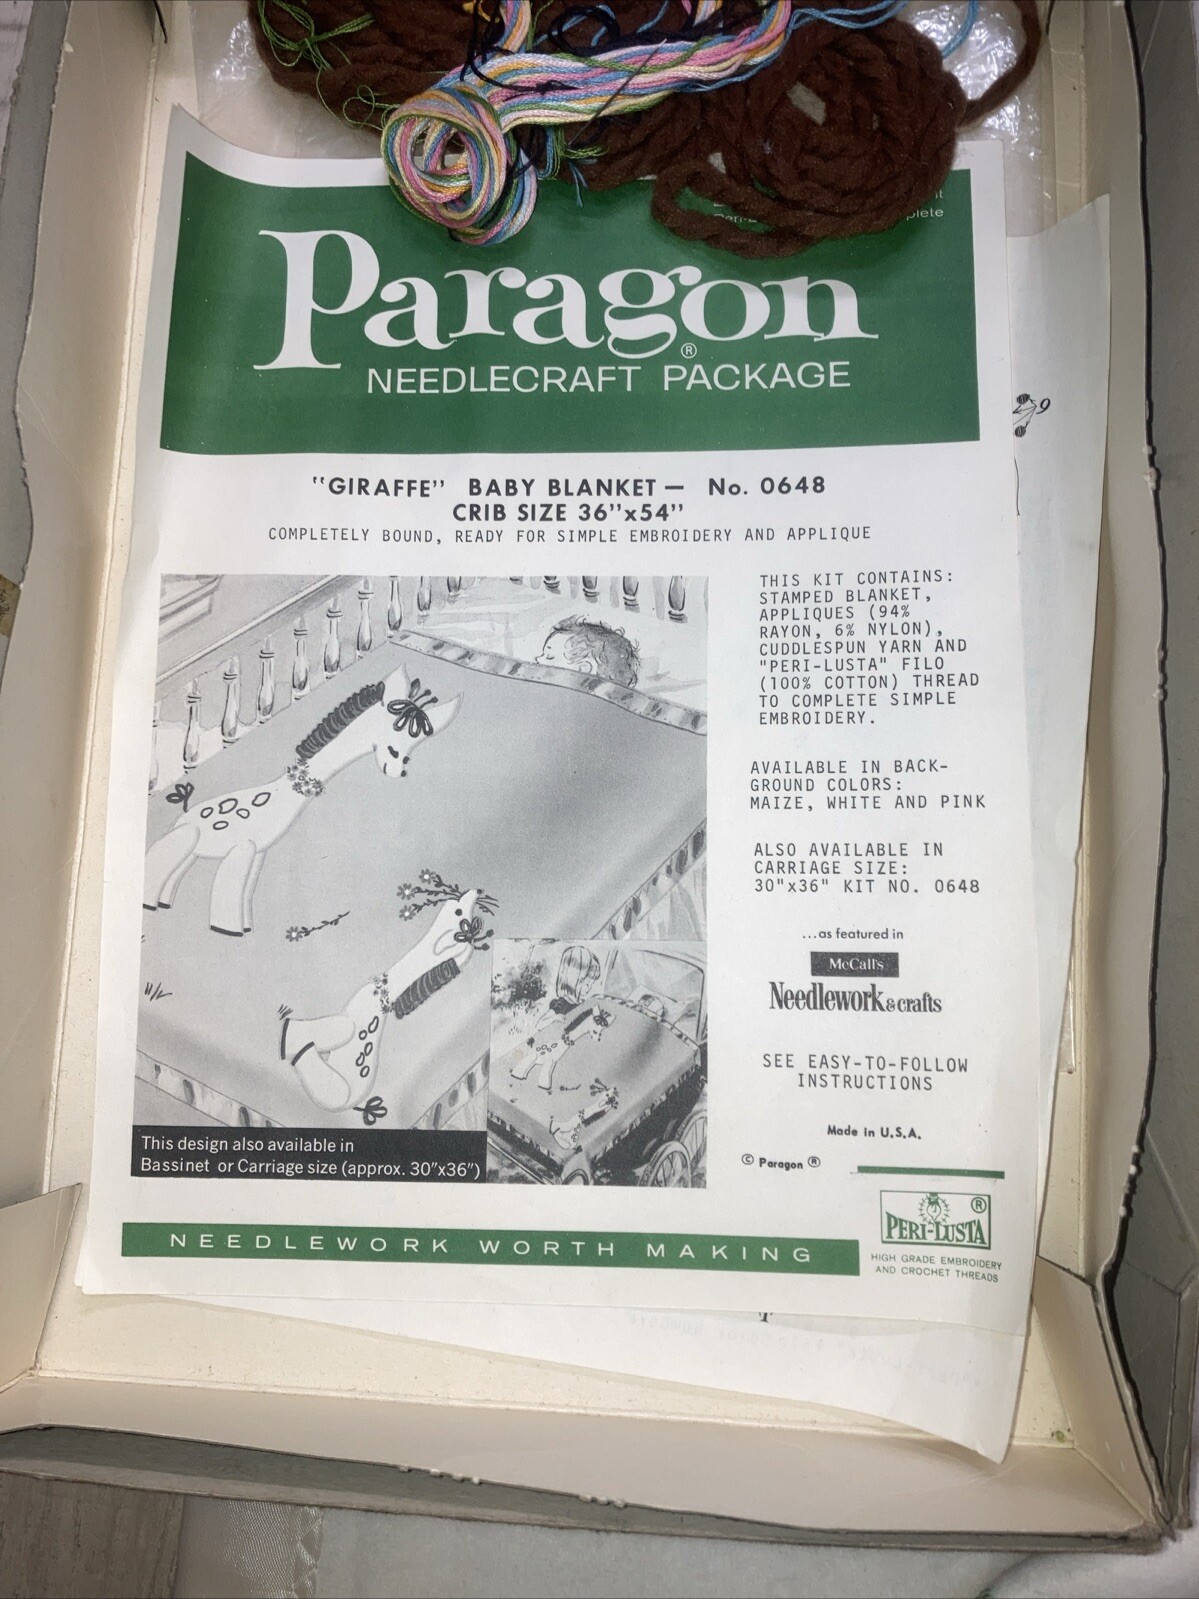 plete
Paragon
®
NEEDLECRAFT PACKAGE
"GIRAFFE" BABY BLANKET — No. 0648
CRIB SIZE 36"x54"
COMPLETELY BOUND, READY FOR SIMPLE EMBROIDERY AND APPLIQUE
THIS KIT CONTAINS:
STAMPED BLANKET,
APPLIQUES (94%
RAYON, 6% NYLON),
CUDDLESPUN YARN AND
"PERI-LUSTA" FILO
(100% COTTON) THREAD
TO COMPLETE SIMPLE
EMBROIDERY.
AVAILABLE IN BACK-
GROUND COLORS:
MAIZE, WHITE AND PINK
ALSO AVAILABLE IN
CARRIAGE SIZE:
30"x36" KIT NO. 0648
...as featured in
McCall's
Needlework & crafts
SEE EASY-TO-FOLLOW
INSTRUCTIONS
Made in U.S.A.
© Paragon ®
This design also available in
Bassinet or Carriage size (approx. 30"x36")
NEEDLEWORK WORTH MAKING
PERI-LUSTA ®
HIGH GRADE EMBROIDERY
AND CROCHET THREADS
9